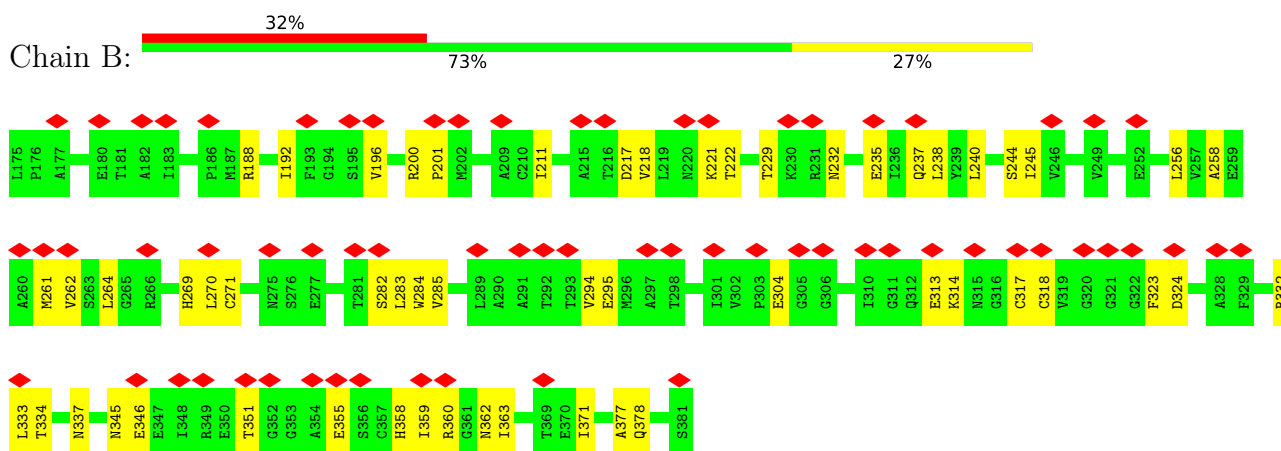 32%
Chain B:
73% 27%
L175 P176 A177 E180 T181 A182 I183 P186 M187 R188 I192 F193 G194 S195 V196 R200 P201 M202 A209 C210 I211 A215 T216 D217 V218 L219 N220 K221 T222 T229 K230 R231 N232 E235 I236 Q237 L238 Y239 L240 S244 I245 V246 V249 E252 L256 V257 A258 E259
A260 M261 V262 S263 L264 G265 R266 H269 L270 C271 N275 S276 E277 T281 S282 L283 W284 V285 L289 A290 A291 T292 T293 V294 E295 M296 A297 T298 I301 V302 P303 E304 G305 G306 I310 G311 Q312 E313 K314 N315 G316 C317 C318 V319 G320 G321 G322 F323 D324 A328 F329
L333 T334 N337 N345 E346 E347 I348 R349 E350 T351 G352 G353 A354 E355 S356 C357 H358 I359 R360 G361 N362 I363 T369 E370 I371 A377 Q378 S381